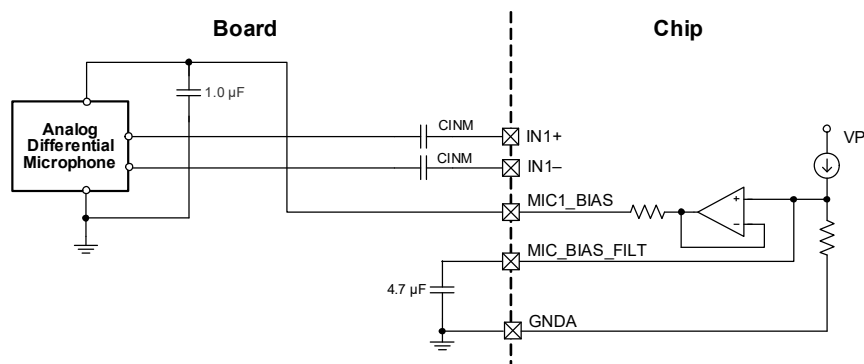 Board
Chip
1.0 µF
Analog
Differential
Microphone
CINM
IN1+
CINM
IN1–
VP
MIC1_BIAS
+
–
MIC_BIAS_FILT
4.7 µF
GNDA